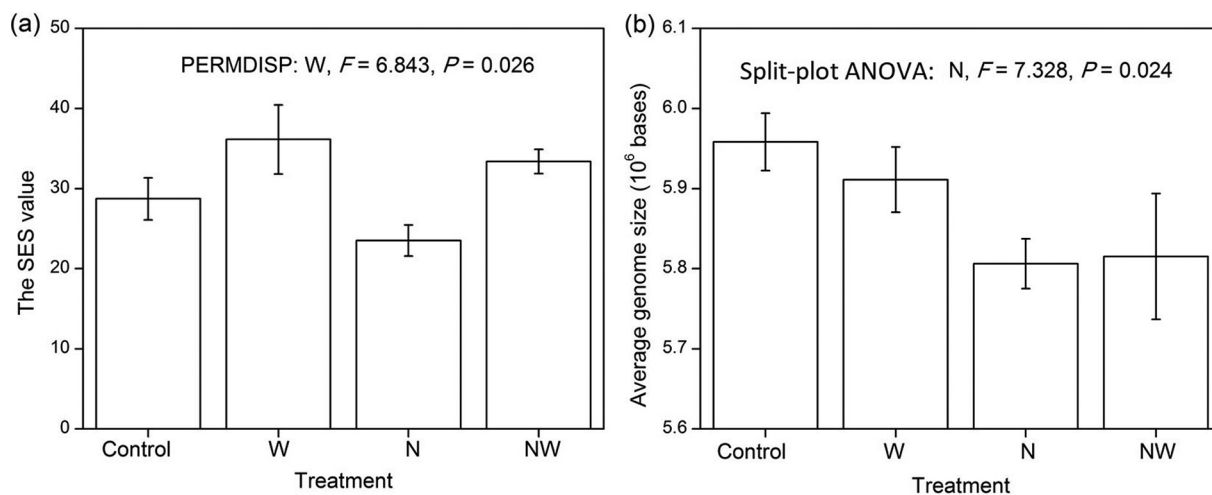 (a)
PERMDISP: W, F = 6.843, P = 0.026
The SES value
50
40
30
20
10
0
Control W N NW
Treatment
(b)
Split-plot ANOVA: N, F = 7.328, P = 0.024
Average genome size (10⁶ bases)
6.1
6.0
5.9
5.8
5.7
5.6
Control W N NW
Treatment